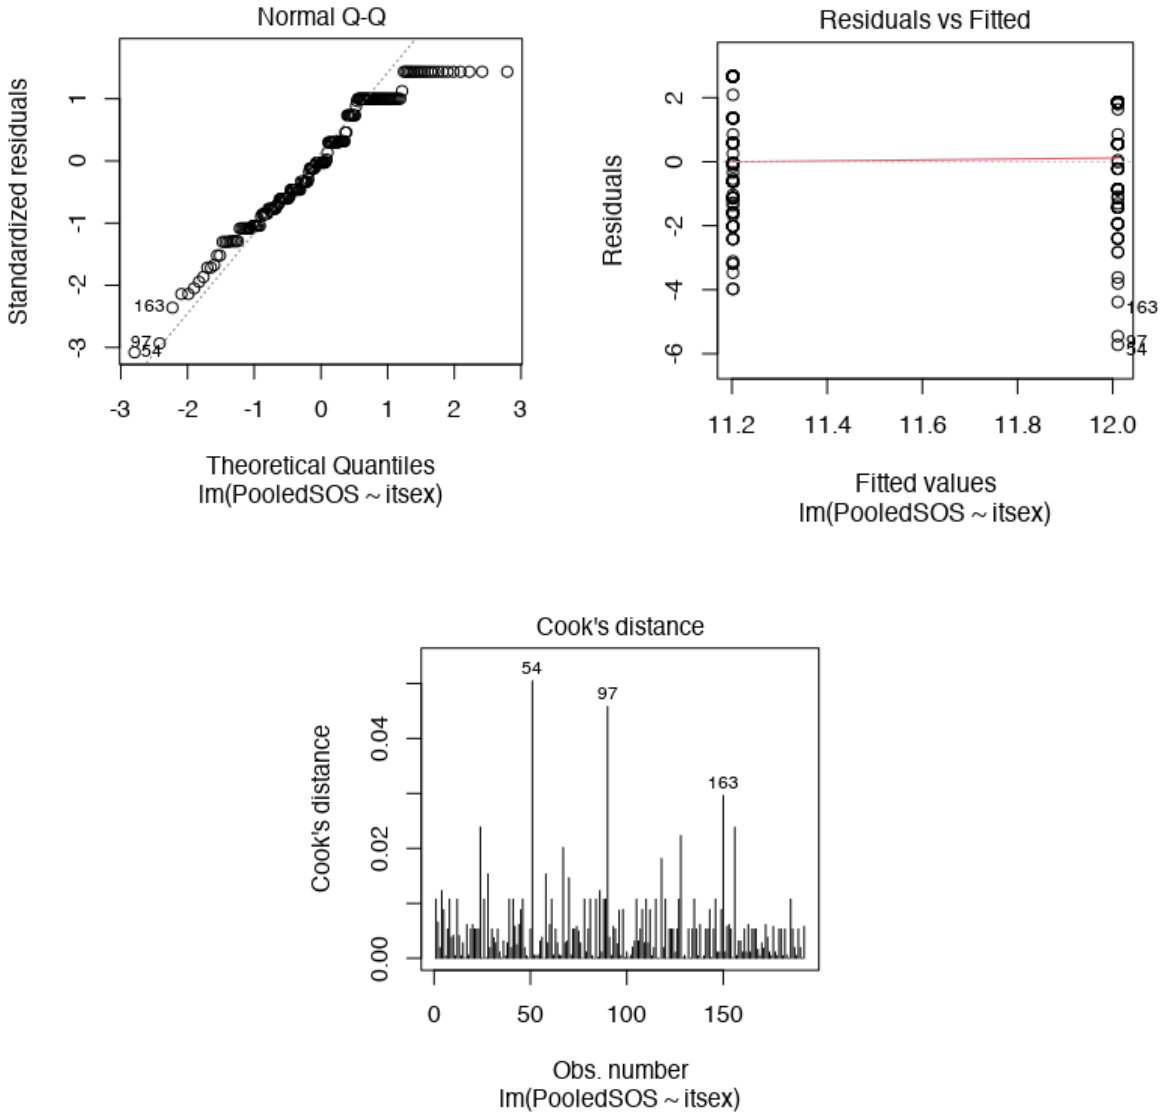 Normal Q-Q
Standardized residuals
1
0
-1
-2
-3
163
97
54
-3 -2 -1 0 1 2 3
Theoretical Quantiles
lm(PooledSOS ~ itsex)
Residuals vs Fitted
Residuals
2
0
-2
-4
-6
163
97
54
11.2 11.4 11.6 11.8 12.0
Fitted values
lm(PooledSOS ~ itsex)
Cook's distance
Cook's distance
0.04
0.02
0.00
54
97
163
0 50 100 150
Obs. number
lm(PooledSOS ~ itsex)